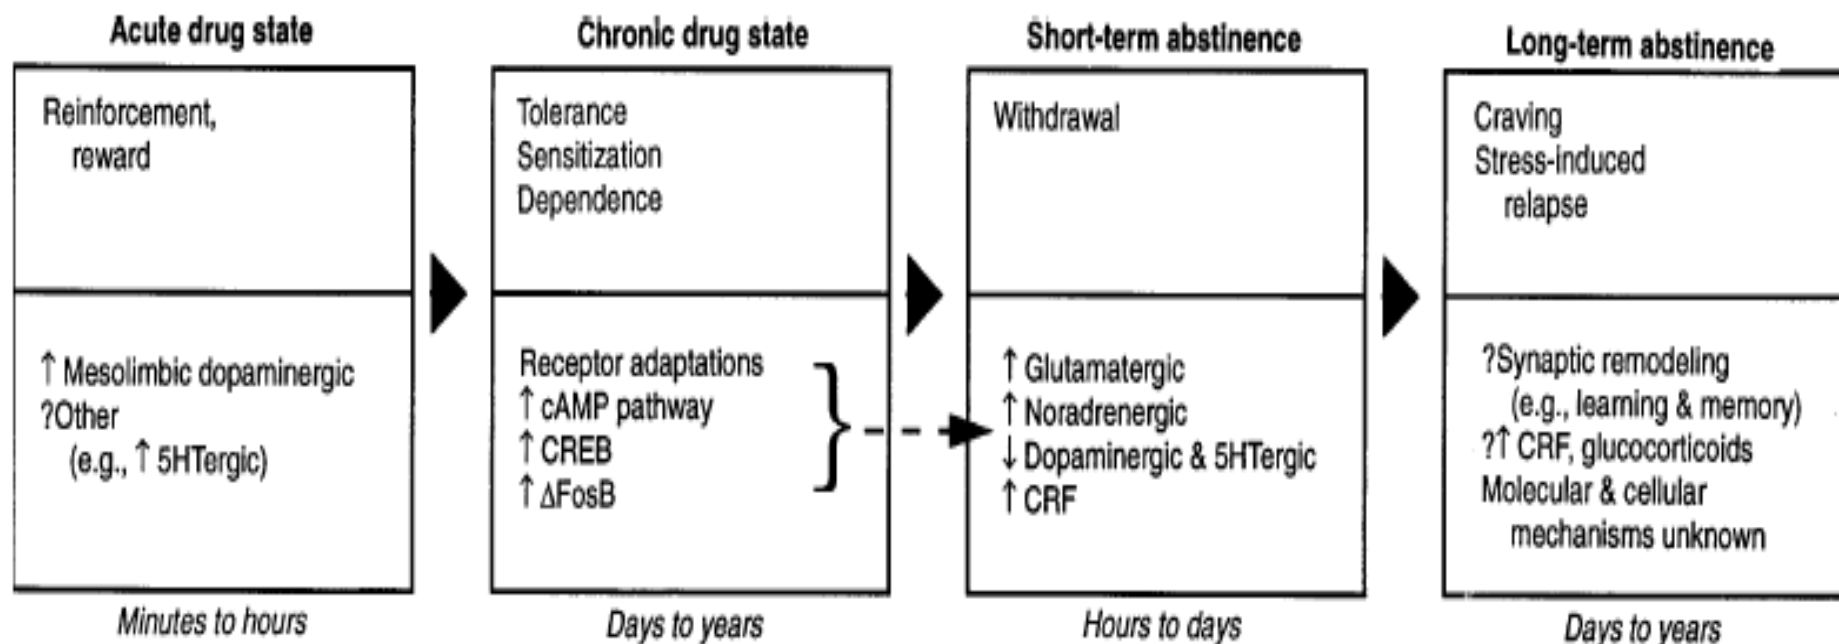 Acute drug state
Reinforcement,
reward
↑ Mesolimbic dopaminergic
?Other
(e.g., ↑ 5HTergic)
Minutes to hours
Chronic drug state
Tolerance
Sensitization
Dependence
Receptor adaptations
↑ cAMP pathway
↑ CREB
↑ ΔFosB
Days to years
Short-term abstinence
Withdrawal
↑ Glutamatergic
↑ Noradrenergic
↓ Dopaminergic & 5HTergic
↑ CRF
Hours to days
Long-term abstinence
Craving
Stress-induced
relapse
?Synaptic remodeling
(e.g., learning & memory)
?↑ CRF, glucocorticoids
Molecular & cellular
mechanisms unknown
Days to years